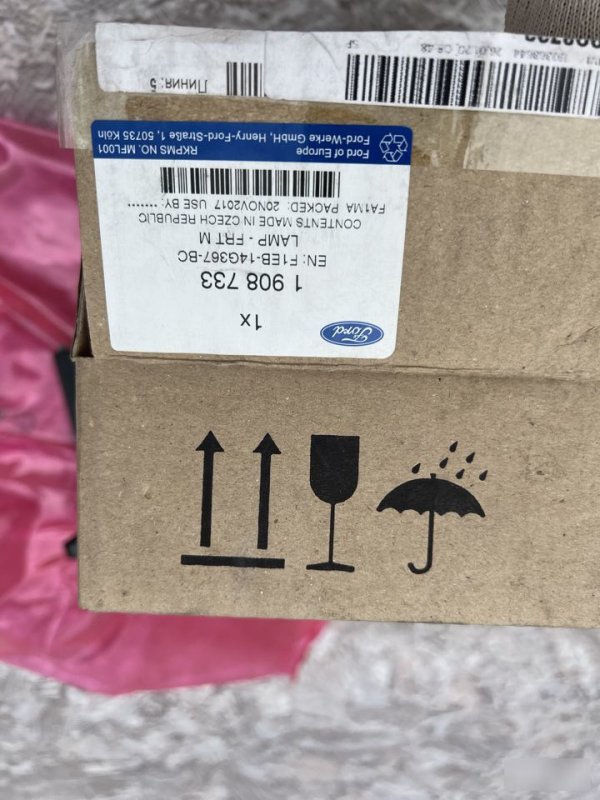 Ford
1x
1 908 733
EN: F1EB-14G367-BC
LAMP - FRT M
CONTENTS MADE IN CZECH REPUBLIC
FA1MA PACKED: 20NOV2017 USE BY: .......
Ford of Europe
RKPMS NO. MFL001
Ford-Werke GmbH, Henry-Ford-Straße 1, 50735 Köln
Линия: 5
SF